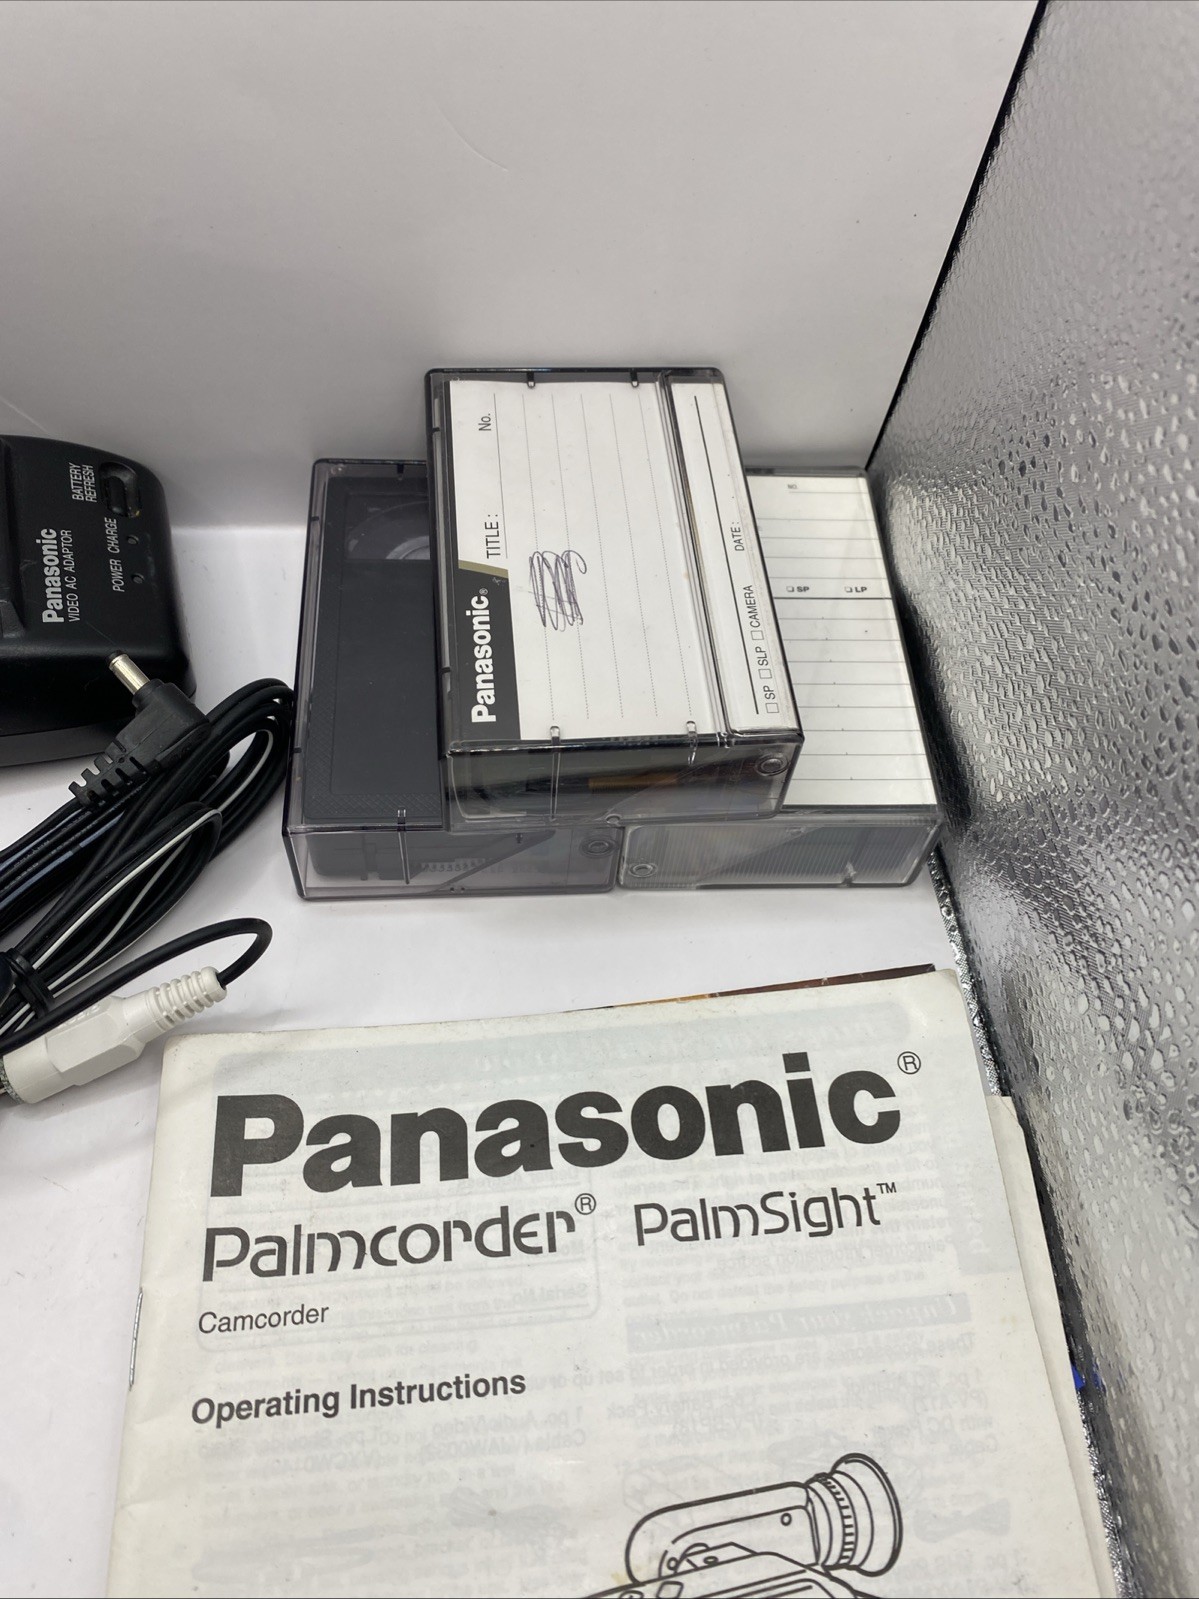 Panasonic
VIDEO AC ADAPTOR
POWER CHARGE
BATTERY
REFRESH
Panasonic®
TITLE:
No.
DATE:
☐ SP ☐ SLP ☐ CAMERA
NO.
☐ SP ☐ LP
Panasonic®
Palmcorder® PalmSight™
Camcorder
Operating Instructions